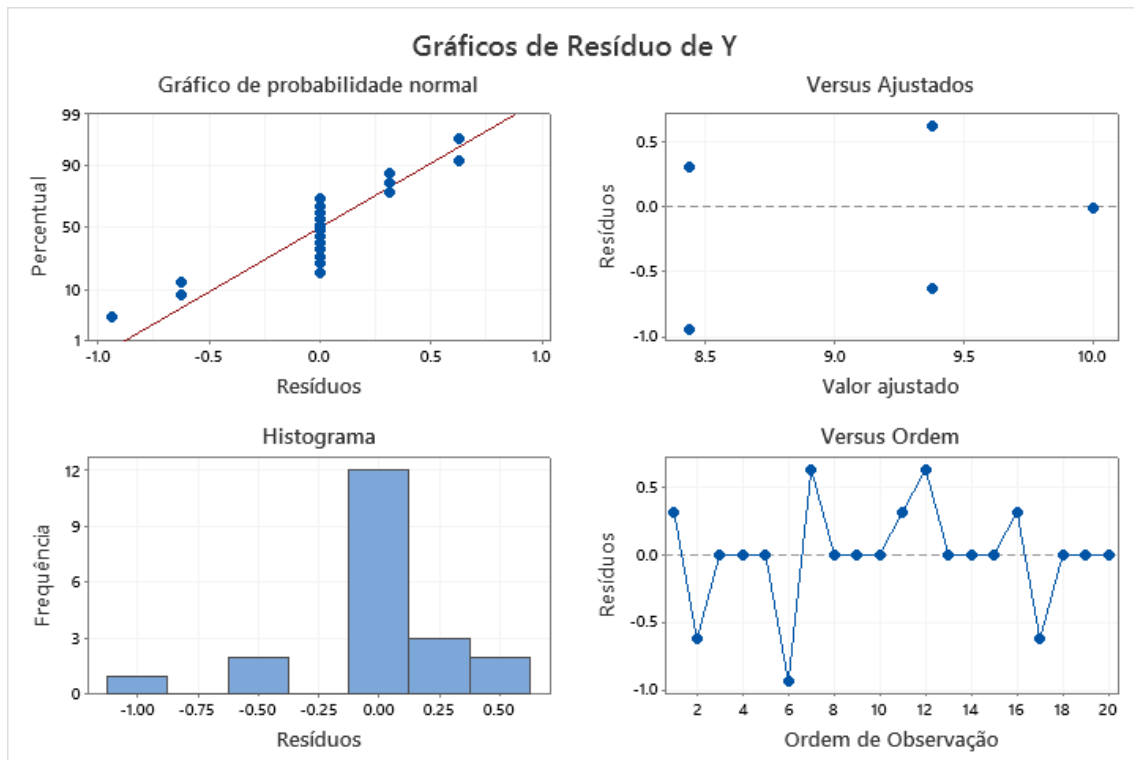 Gráficos de Resíduo de Y
Gráfico de probabilidade normal
99
90
50
10
1
Percentual
-1.0 -0.5 0.0 0.5 1.0
Resíduos
Versus Ajustados
0.5
0.0
-0.5
-1.0
Resíduos
8.5 9.0 9.5 10.0
Valor ajustado
Histograma
12
9
6
3
0
Frequência
-1.00 -0.75 -0.50 -0.25 0.00 0.25 0.50
Resíduos
Versus Ordem
0.5
0.0
-0.5
-1.0
Resíduos
2 4 6 8 10 12 14 16 18 20
Ordem de Observação